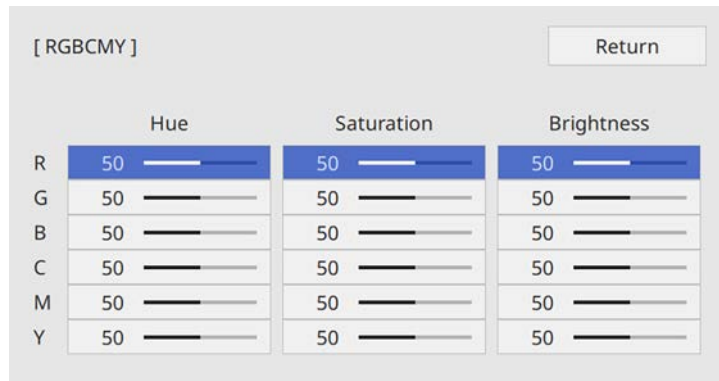 [ RGBCMY ] Return
Hue Saturation Brightness
R 50 50 50
G 50 50 50
B 50 50 50
C 50 50 50
M 50 50 50
Y 50 50 50